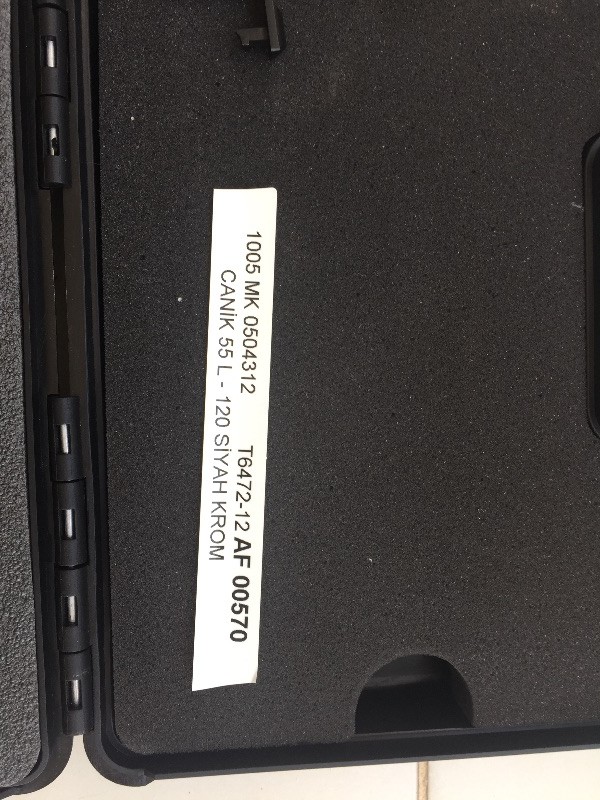 1005 MK 0504312 T6472-12 AF 00570
CANİK 55 L - 120 SİYAH KROM